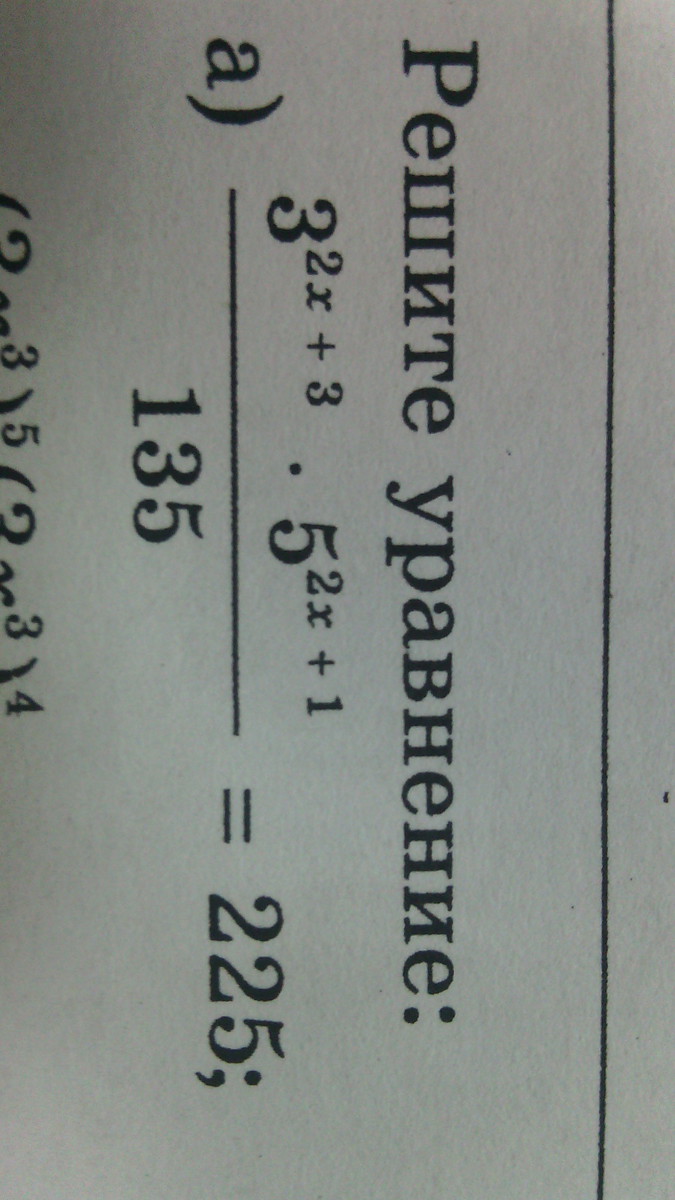 Решите уравнение:
а) 3^{2x + 3} · 5^{2x + 1} / 135 = 225;